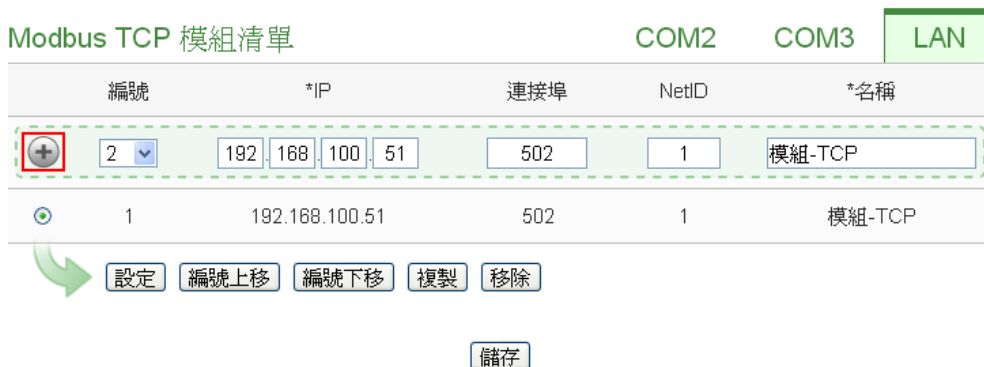 Modbus TCP 模組清單 COM2 COM3 LAN
編號 *IP 連接埠 NetID *名稱
2 192 . 168 . 100 . 51 502 1 模組-TCP
1 192.168.100.51 502 1 模組-TCP
設定 編號上移 編號下移 複製 移除
儲存